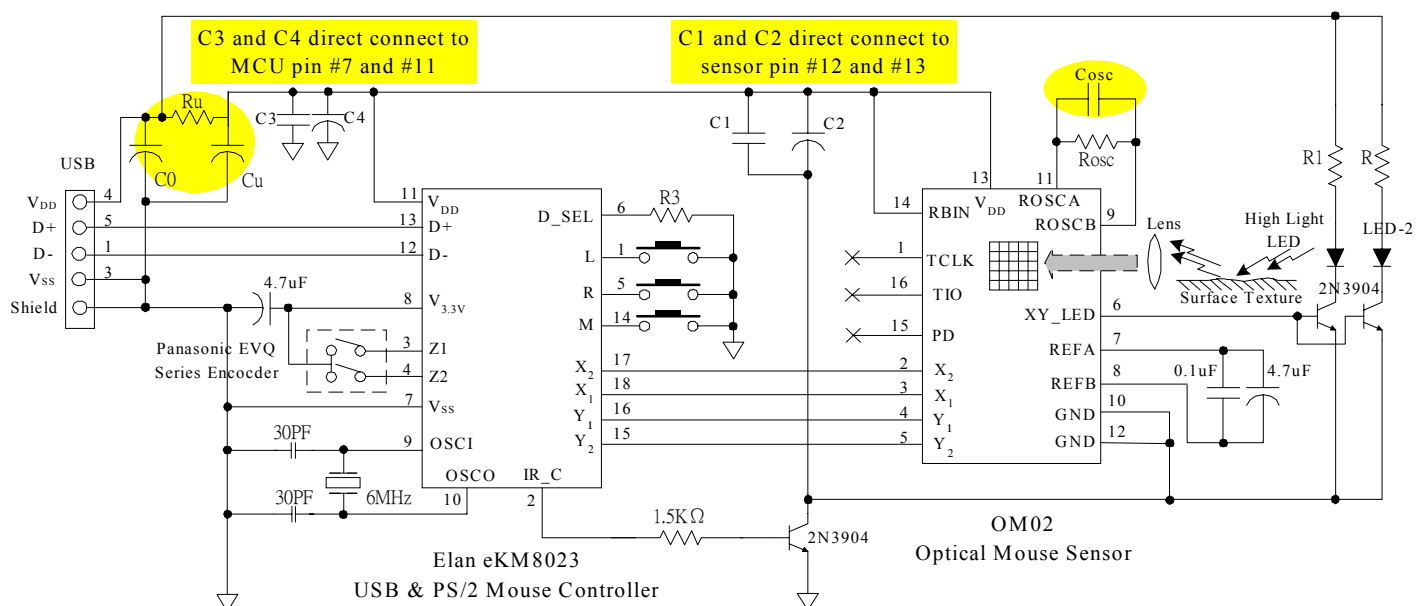 C3 and C4 direct connect to
MCU pin #7 and #11
C1 and C2 direct connect to
sensor pin #12 and #13
Cosc
Ru
C3
C4
C1
C2
Rosc
R1
R
USB
C0
Cu
11
13
14
9
VDD
4
D+
5
D-
1
VSS
3
Shield
4.7uF
11
VDD
13
D+
12
D-
8
V3.3V
3
Z1
4
Z2
7
VSS
9
OSCI
OSCO
10
IR_C
2
D_SEL
6
R3
L
1
R
5
M
14
X2
17
X1
18
Y1
16
Y2
15
RBIN
VDD
ROSCA
ROSCB
1
TCLK
16
TIO
15
PD
2
X2
3
X1
4
Y1
5
Y2
Lens
High Light
LED
LED-2
Surface Texture
2N3904
XY_LED
6
REFA
7
REFB
8
GND
10
GND
12
0.1uF
4.7uF
Panasonic EVQ
Series Encocder
30PF
30PF
6MHz
1.5KΩ
2N3904
Elan eKM8023
USB & PS/2 Mouse Controller
OM02
Optical Mouse Sensor